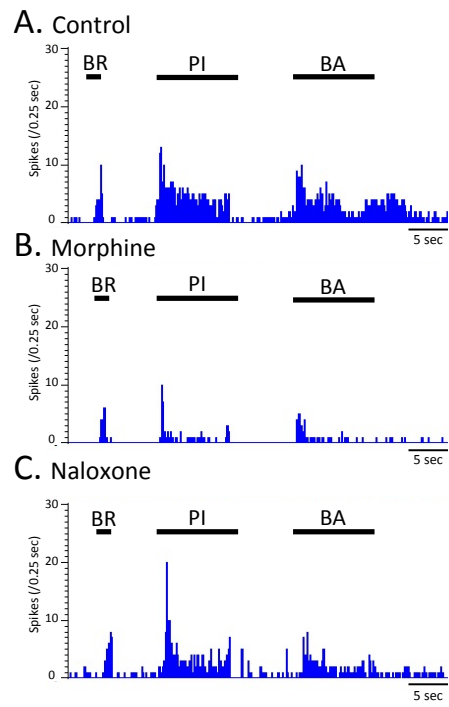 A. Control
30
BR PI BA
20
Spikes (/0.25 sec)
10
0
5 sec
B. Morphine
30
BR PI BA
20
Spikes (/0.25 sec)
10
0
5 sec
C. Naloxone
30
BR PI BA
20
Spikes (/0.25 sec)
10
0
5 sec